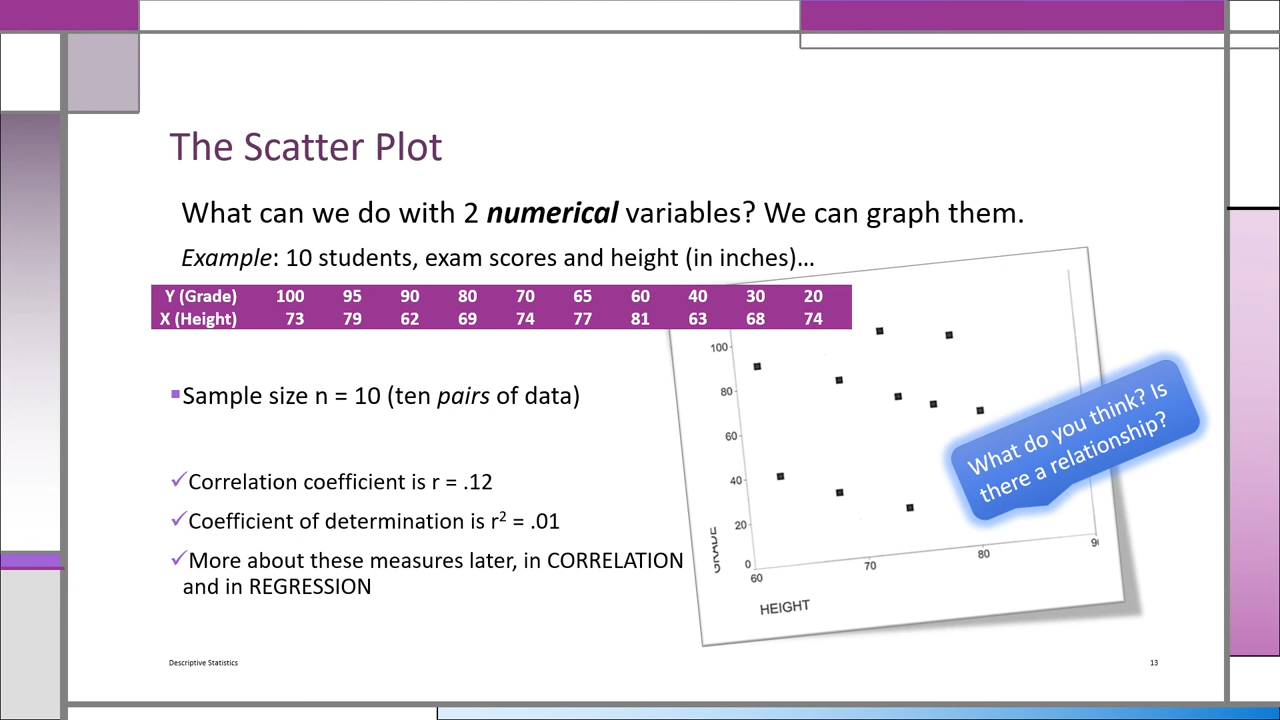 The Scatter Plot
What can we do with 2 numerical variables? We can graph them.
Example: 10 students, exam scores and height (in inches)…
Y (Grade) 100 95 90 80 70 65 60 40 30 20
X (Height) 73 79 62 69 74 77 81 63 68 74
▪Sample size n = 10 (ten pairs of data)
✓Correlation coefficient is r = .12
✓Coefficient of determination is r² = .01
✓More about these measures later, in CORRELATION
and in REGRESSION
100
80
60
40
20
0
GRADE
60
70
80
HEIGHT
What do you think? Is
there a relationship?
Descriptive Statistics
13